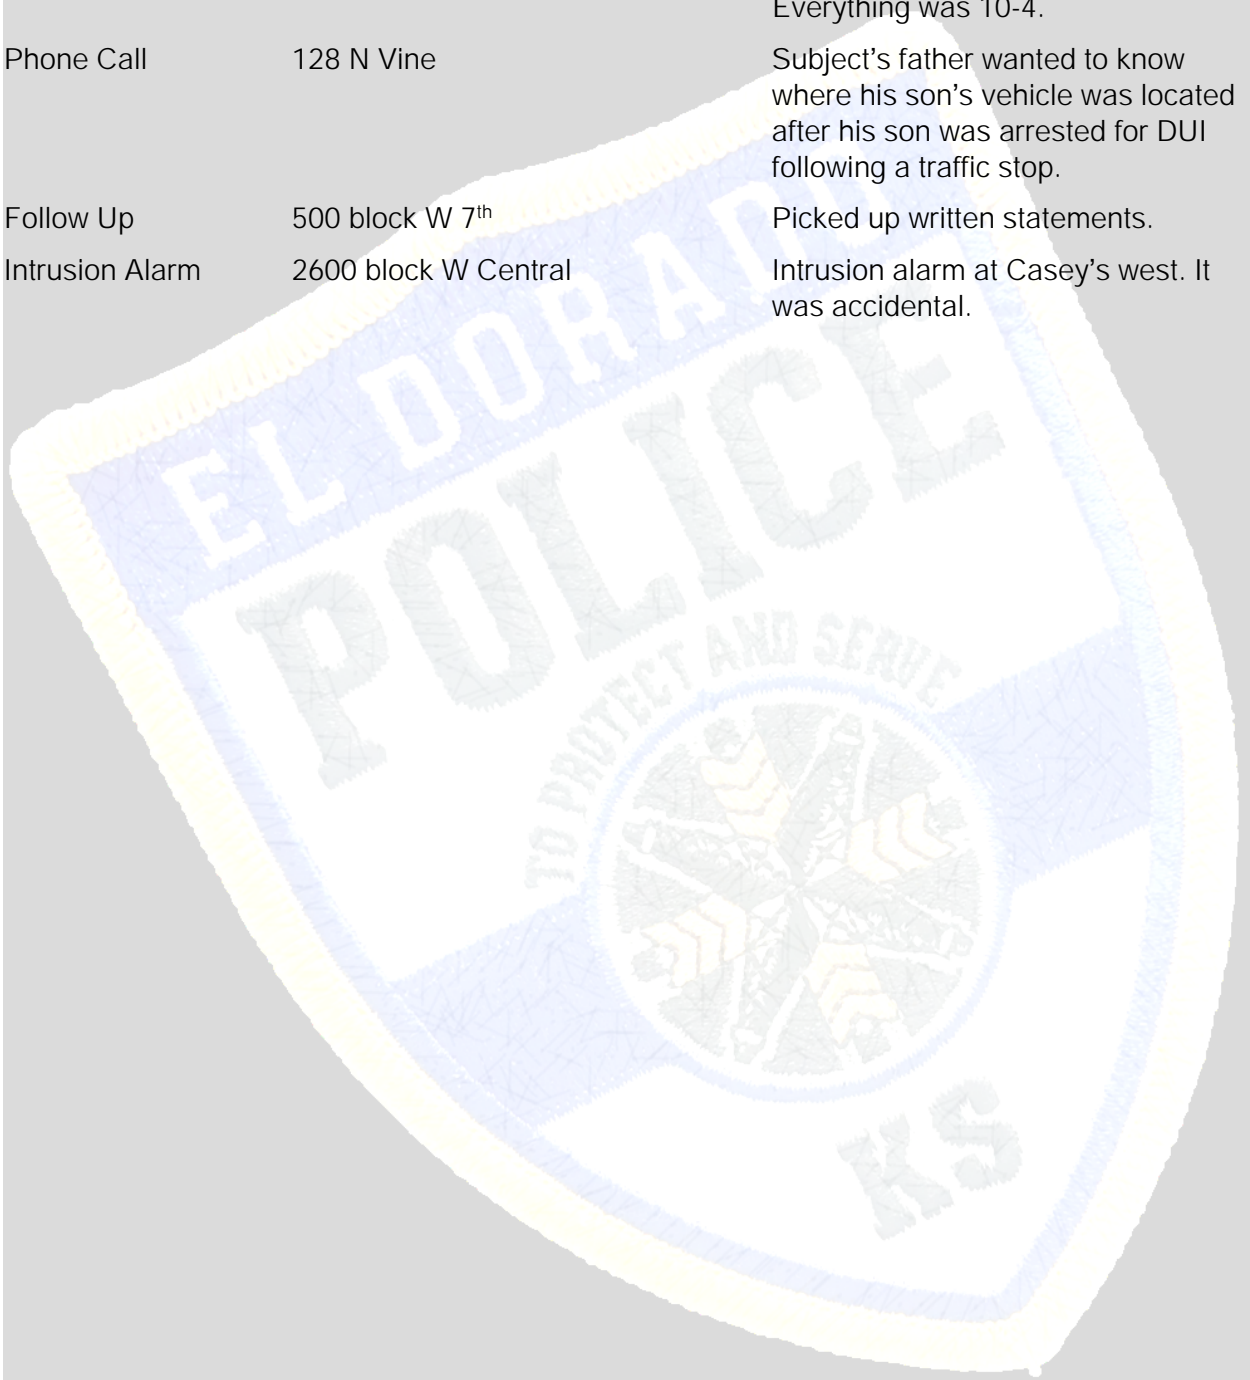 Everything was 10-4.
Phone Call 128 N Vine Subject's father wanted to know
where his son's vehicle was located
after his son was arrested for DUI
following a traffic stop.
Follow Up 500 block W 7th Picked up written statements.
Intrusion Alarm 2600 block W Central Intrusion alarm at Casey's west. It
was accidental.
EL DORADO
POLICE
TO PROTECT AND SERVE
KS